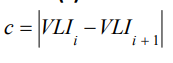 c = |VLI_i − VLI_{i+1}|